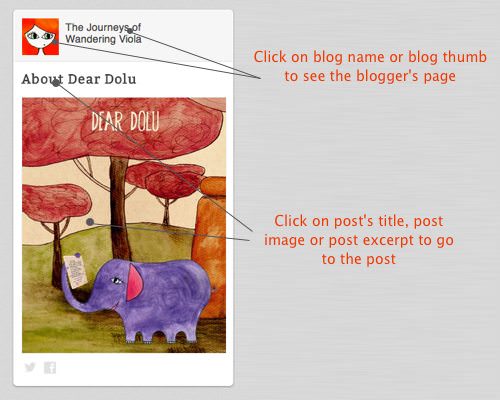 The Journeys of
Wandering Viola
Click on blog name or blog thumb
to see the blogger's page
About Dear Dolu
DEAR DOLU
Click on post's title, post
image or post excerpt to go
to the post